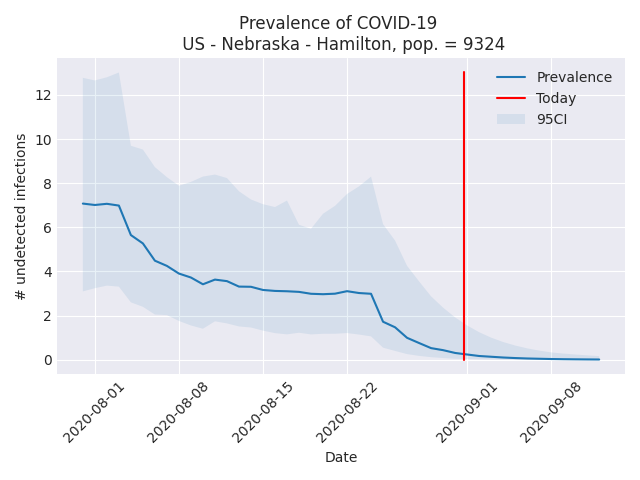 Prevalence of COVID-19
US - Nebraska - Hamilton, pop. = 9324
# undetected infections
12
10
8
6
4
2
0
Prevalence
Today
95CI
2020-08-01
2020-08-08
2020-08-15
2020-08-22
2020-09-01
2020-09-08
Date